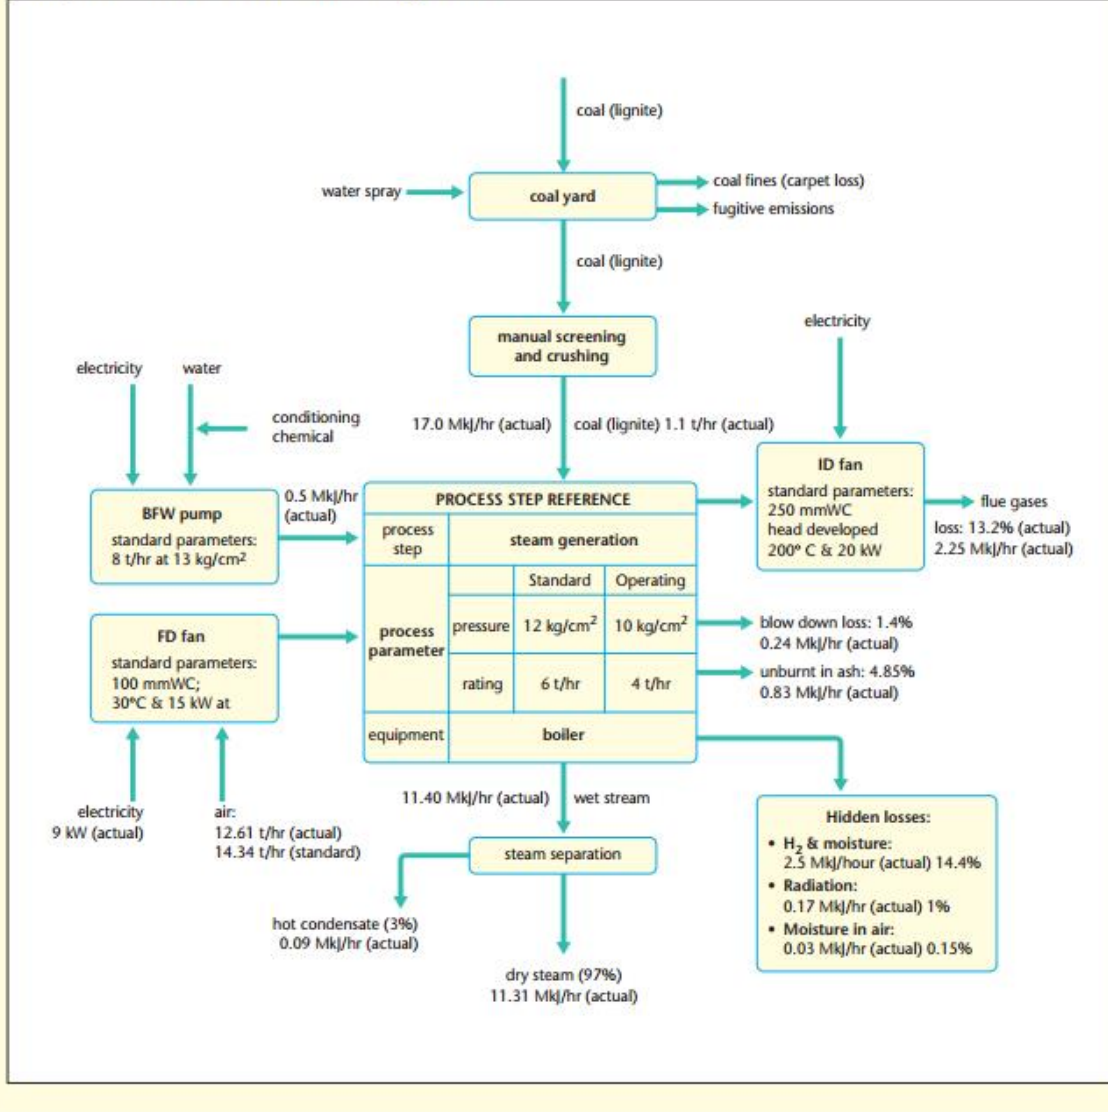 coal (lignite)
water spray
coal yard
coal fines (carpet loss)
fugitive emissions
coal (lignite)
manual screening
and crushing
electricity
electricity
water
conditioning
chemical
17.0 MkJ/hr (actual)
coal (lignite) 1.1 t/hr (actual)
BFW pump
standard parameters:
8 t/hr at 13 kg/cm²
0.5 MkJ/hr
(actual)
PROCESS STEP REFERENCE
process
step
steam generation
Standard
Operating
process
parameter
pressure
12 kg/cm²
10 kg/cm²
rating
6 t/hr
4 t/hr
equipment
boiler
ID fan
standard parameters:
250 mmWC
head developed
200° C & 20 kW
flue gases
loss: 13.2% (actual)
2.25 MkJ/hr (actual)
FD fan
standard parameters:
100 mmWC;
30°C & 15 kW at
blow down loss: 1.4%
0.24 MkJ/hr (actual)
unburnt in ash: 4.85%
0.83 MkJ/hr (actual)
electricity
9 kW (actual)
air:
12.61 t/hr (actual)
14.34 t/hr (standard)
11.40 MkJ/hr (actual)
wet stream
steam separation
hot condensate (3%)
0.09 MkJ/hr (actual)
dry steam (97%)
11.31 MkJ/hr (actual)
Hidden losses:
• H₂ & moisture:
2.5 MkJ/hour (actual) 14.4%
• Radiation:
0.17 MkJ/hr (actual) 1%
• Moisture in air:
0.03 MkJ/hr (actual) 0.15%